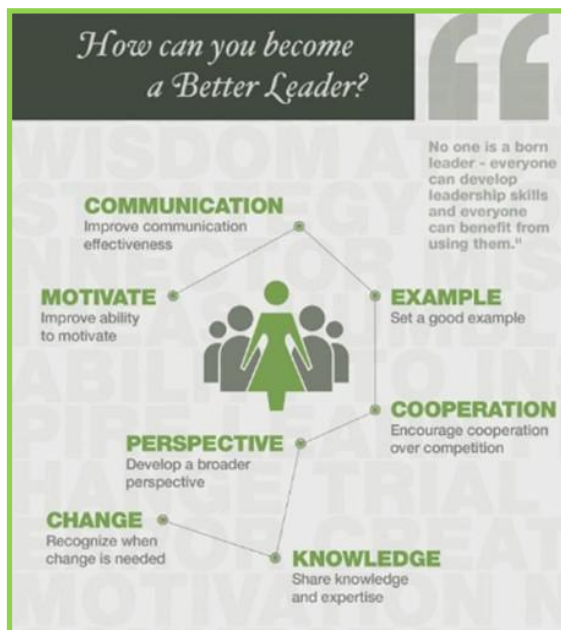 How can you become
a Better Leader?
No one is a born
leader - everyone
can develop
leadership skills
and everyone
can benefit from
using them."
COMMUNICATION
Improve communication
effectiveness
MOTIVATE
Improve ability
to motivate
EXAMPLE
Set a good example
COOPERATION
Encourage cooperation
over competition
PERSPECTIVE
Develop a broader
perspective
CHANGE
Recognize when
change is needed
KNOWLEDGE
Share knowledge
and expertise